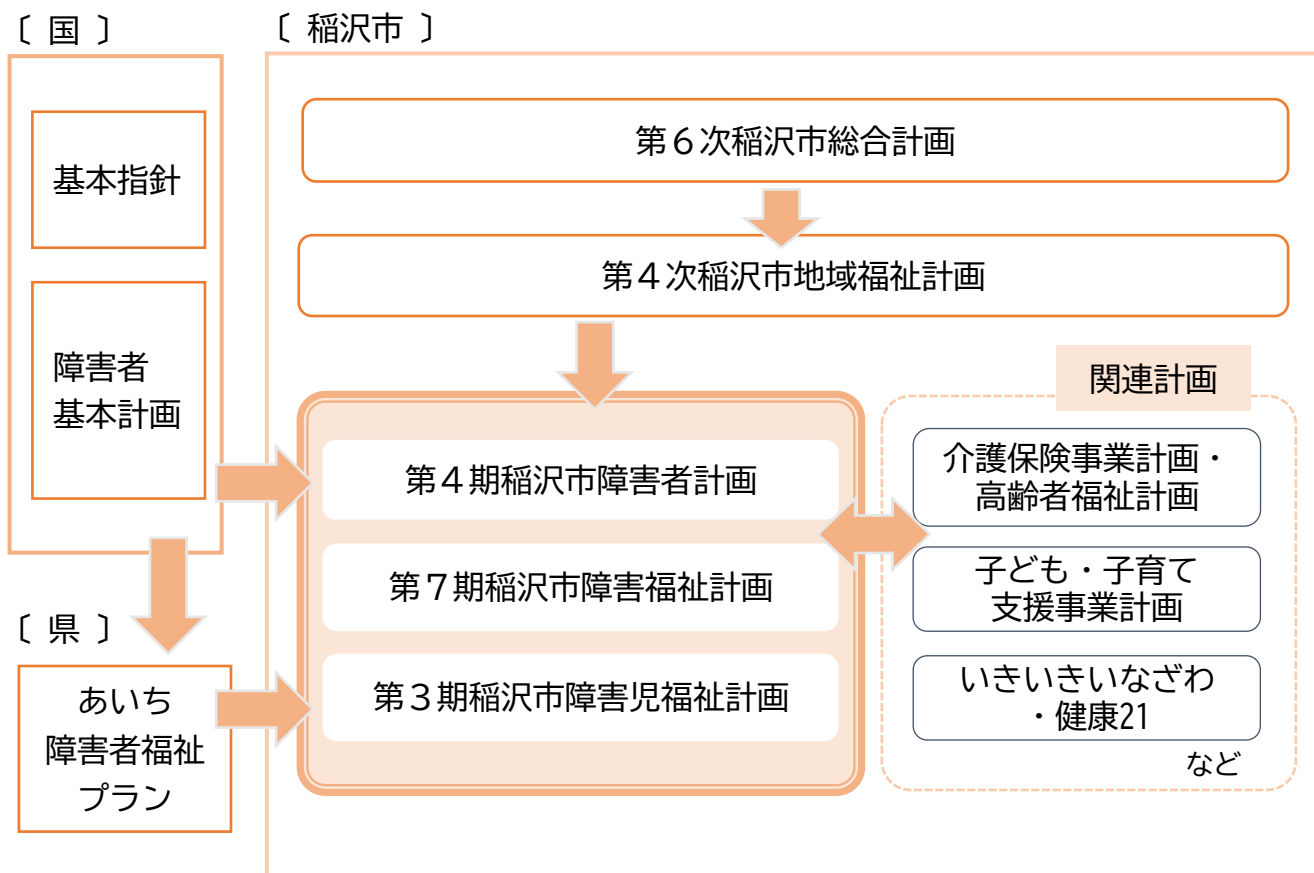 〔 国 〕
基本指針
障害者
基本計画
〔 県 〕
あいち
障害者福祉
プラン
〔 稲沢市 〕
第６次稲沢市総合計画
第４次稲沢市地域福祉計画
第４期稲沢市障害者計画
第７期稲沢市障害福祉計画
第３期稲沢市障害児福祉計画
関連計画
介護保険事業計画・
高齢者福祉計画
子ども・子育て
支援事業計画
いきいきいなざわ
・健康21
など